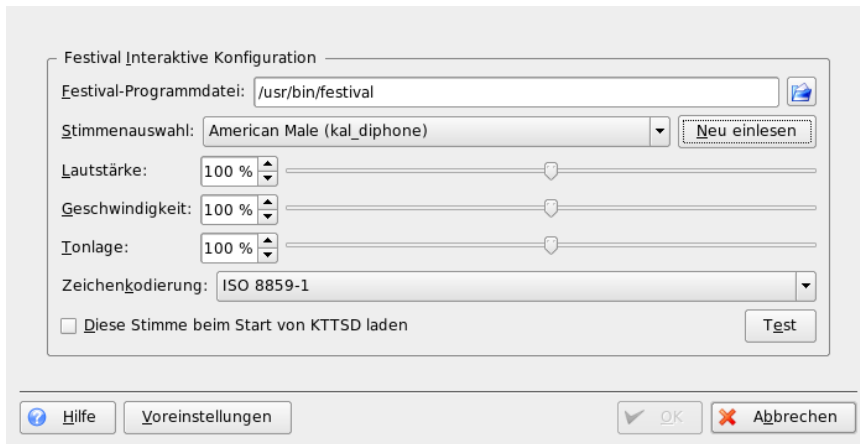 Festival Interaktive Konfiguration
Festival-Programmdatei: /usr/bin/festival
Stimmenauswahl: American Male (kal_diphone) Neu einlesen
Lautstärke: 100 %
Geschwindigkeit: 100 %
Tonlage: 100 %
Zeichenkodierung: ISO 8859-1
Diese Stimme beim Start von KTTSD laden Test
Hilfe Voreinstellungen OK Abbrechen